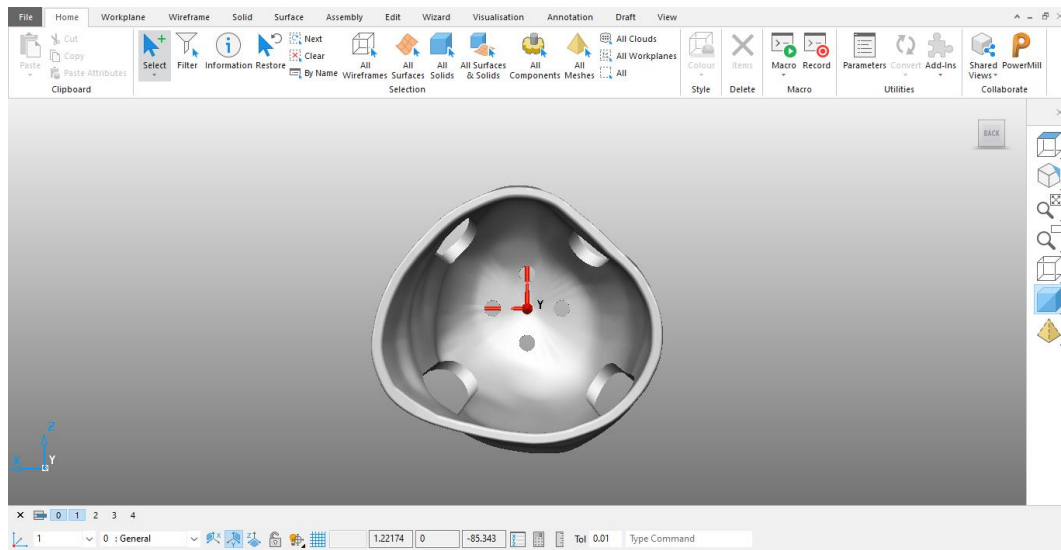 File Home Workplane Wireframe Solid Surface Assembly Edit Wizard Visualisation Annotation Draft View
Paste
Cut
Copy
Paste Attributes
Clipboard
Select
Filter
Information
Restore
Next
Clear
By Name
All Wireframes
All Surfaces
All Solids
All Surfaces & Solids
All Components
All Meshes
All Clouds
All Workplanes
All
Selection
Colour
Style
Items
Delete
Macro
Record
Macro
Parameters
Convert
Add-Ins
Utilities
Shared Views
PowerMill
Collaborate
BACK
Y
Z
X
Y
0 1 2 3 4
1 0 : General 1.22174 0 -85.343 Tol 0.01 Type Command